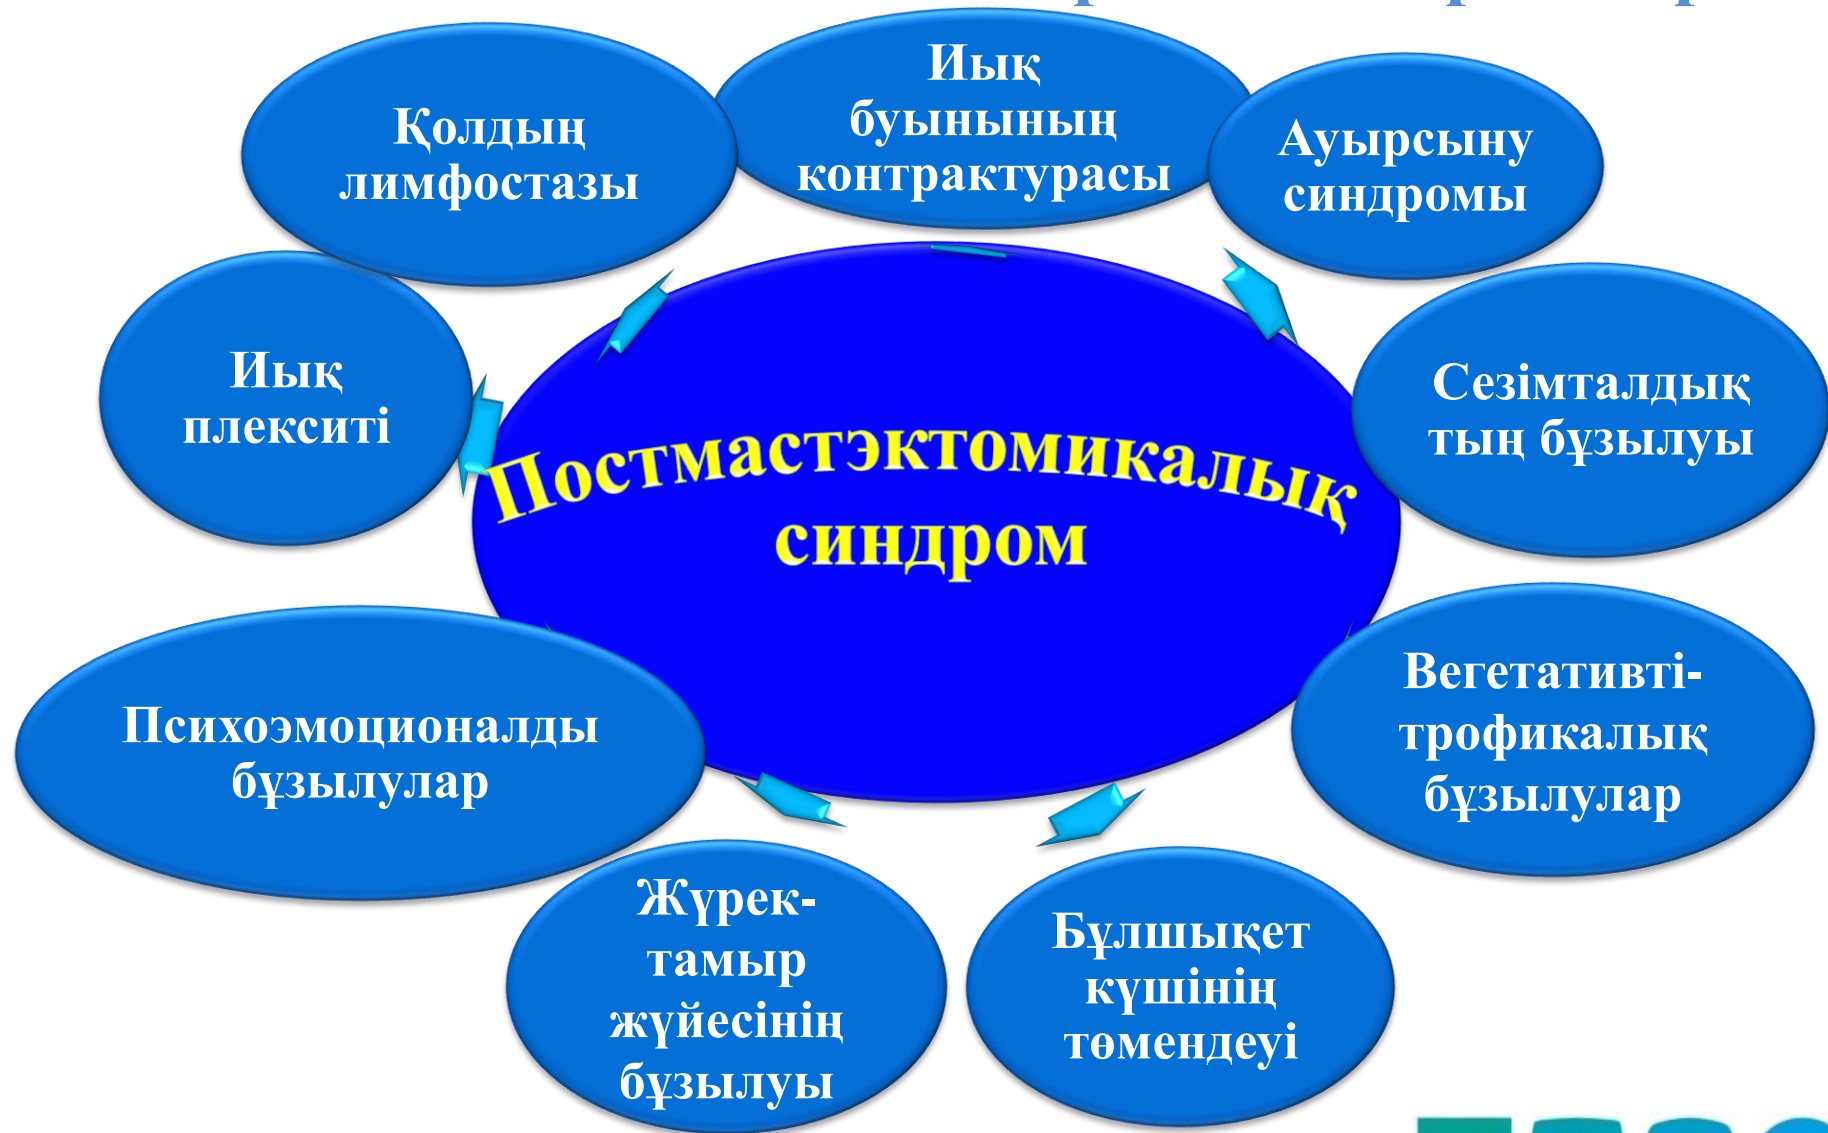 Иық
буынының
контрактурасы
Қолдың
лимфостазы
Ауырсыну
синдромы
Иық
плекситі
Сезімталдық
тың бұзылуы
Постмастэктомикалық
синдром
Психоэмоционалды
бұзылулар
Вегетативті-
трофикалық
бұзылулар
Жүрек-
тамыр
жүйесінің
бұзылуы
Бұлшықет
күшінің
төмендеуі